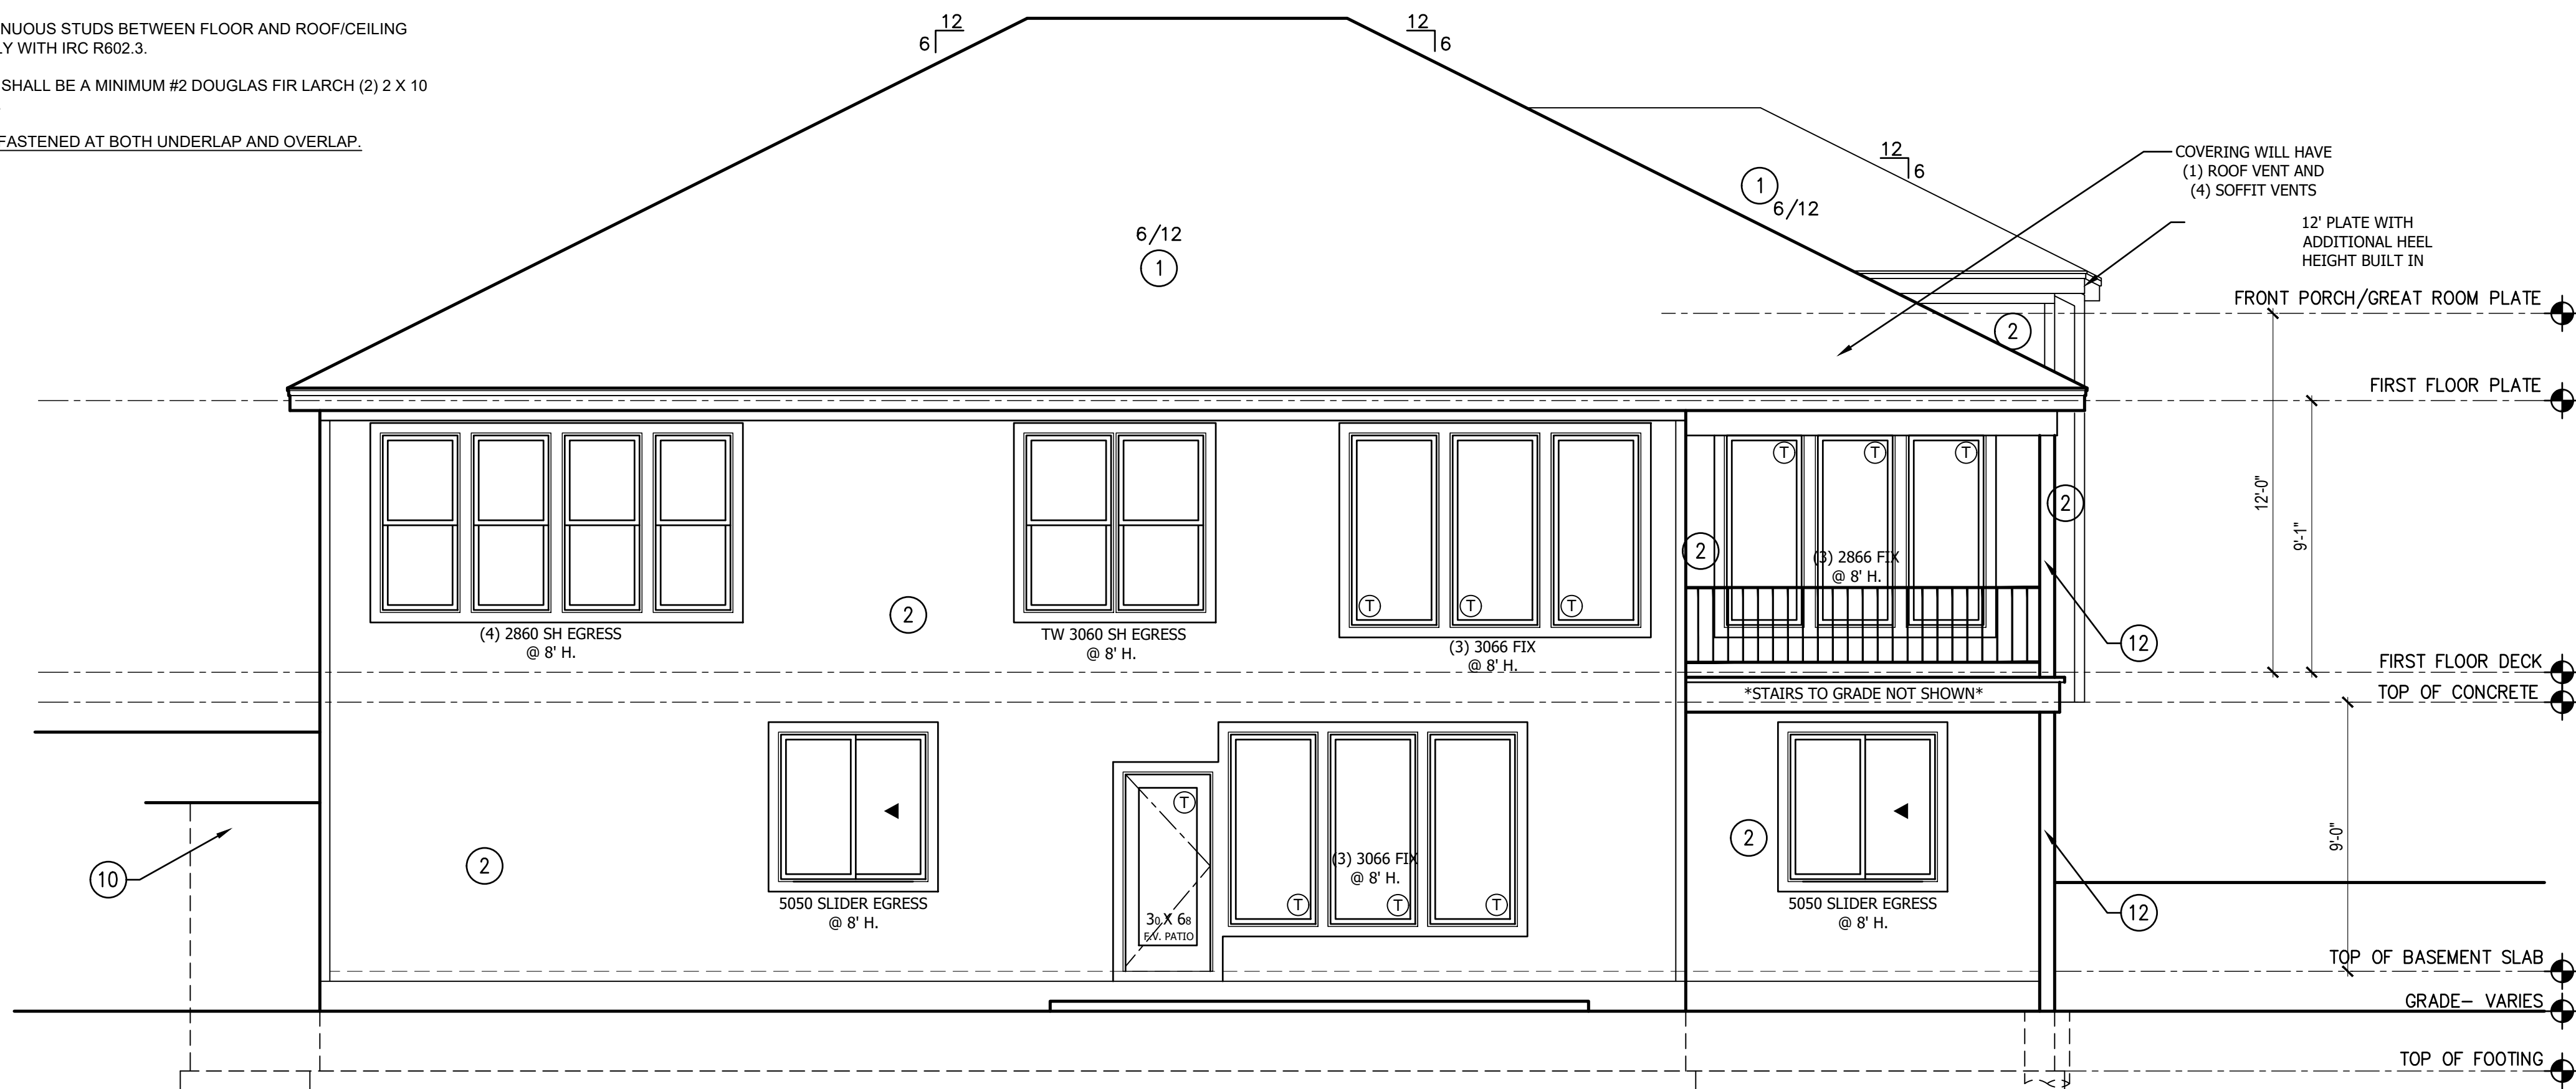 NUOUS STUDS BETWEEN FLOOR AND ROOF/CEILING
LY WITH IRC R602.3.
SHALL BE A MINIMUM #2 DOUGLAS FIR LARCH (2) 2 X 10
FASTENED AT BOTH UNDERLAP AND OVERLAP.
12
6
12
6
12
6
COVERING WILL HAVE
(1) ROOF VENT AND
(4) SOFFIT VENTS
1
6/12
12' PLATE WITH
ADDITIONAL HEEL
HEIGHT BUILT IN
6/12
1
FRONT PORCH/GREAT ROOM PLATE
2
FIRST FLOOR PLATE
T
T
T
12'-0"
9'-1"
2
2
(3) 2866 FIX
@ 8' H.
T
T
T
2
(4) 2860 SH EGRESS
@ 8' H.
TW 3060 SH EGRESS
@ 8' H.
(3) 3066 FIX
@ 8' H.
12
FIRST FLOOR DECK
*STAIRS TO GRADE NOT SHOWN*
TOP OF CONCRETE
T
2
9'-0"
10
2
(3) 3066 FIX
@ 8' H.
T
T
T
5050 SLIDER EGRESS
@ 8' H.
30 X 68
F.V. PATIO
5050 SLIDER EGRESS
@ 8' H.
12
TOP OF BASEMENT SLAB
GRADE- VARIES
TOP OF FOOTING